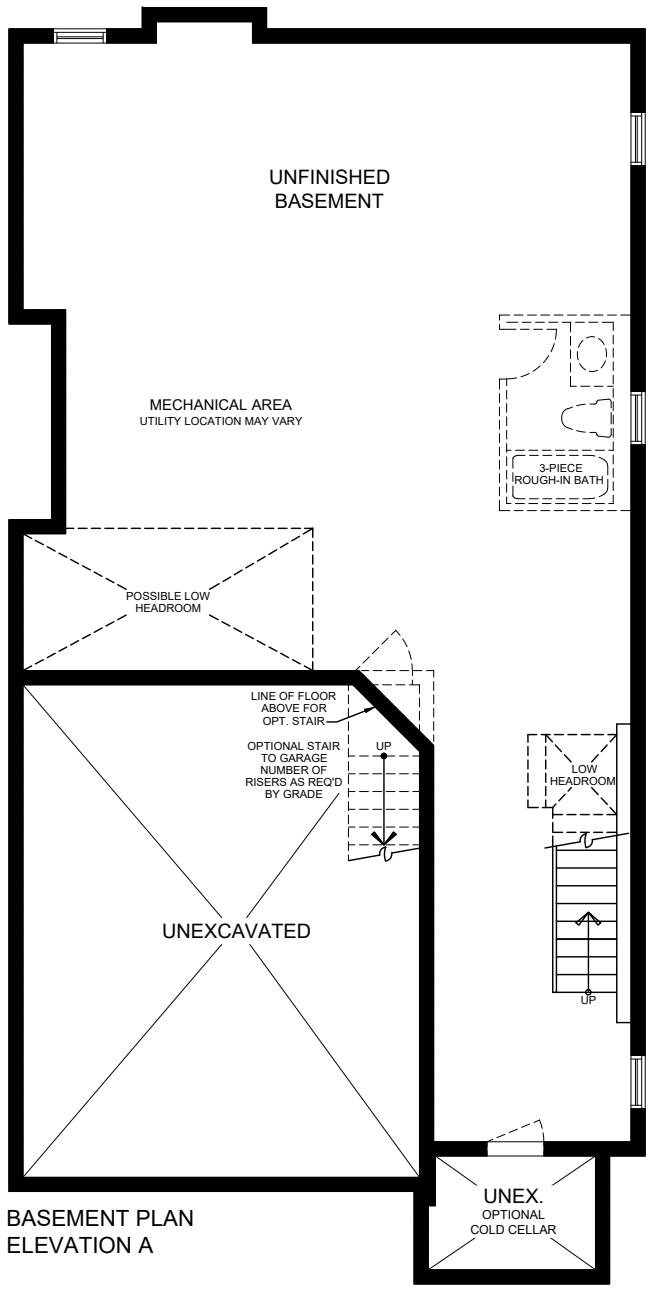 UNFINISHED
BASEMENT
MECHANICAL AREA
UTILITY LOCATION MAY VARY
3-PIECE
ROUGH-IN BATH
POSSIBLE LOW
HEADROOM
LINE OF FLOOR
ABOVE FOR
OPT. STAIR
OPTIONAL STAIR
TO GARAGE
NUMBER OF
RISERS AS REQ'D
BY GRADE
UP
LOW
HEADROOM
UNEXCAVATED
UP
UNEX.
OPTIONAL
COLD CELLAR
BASEMENT PLAN
ELEVATION A